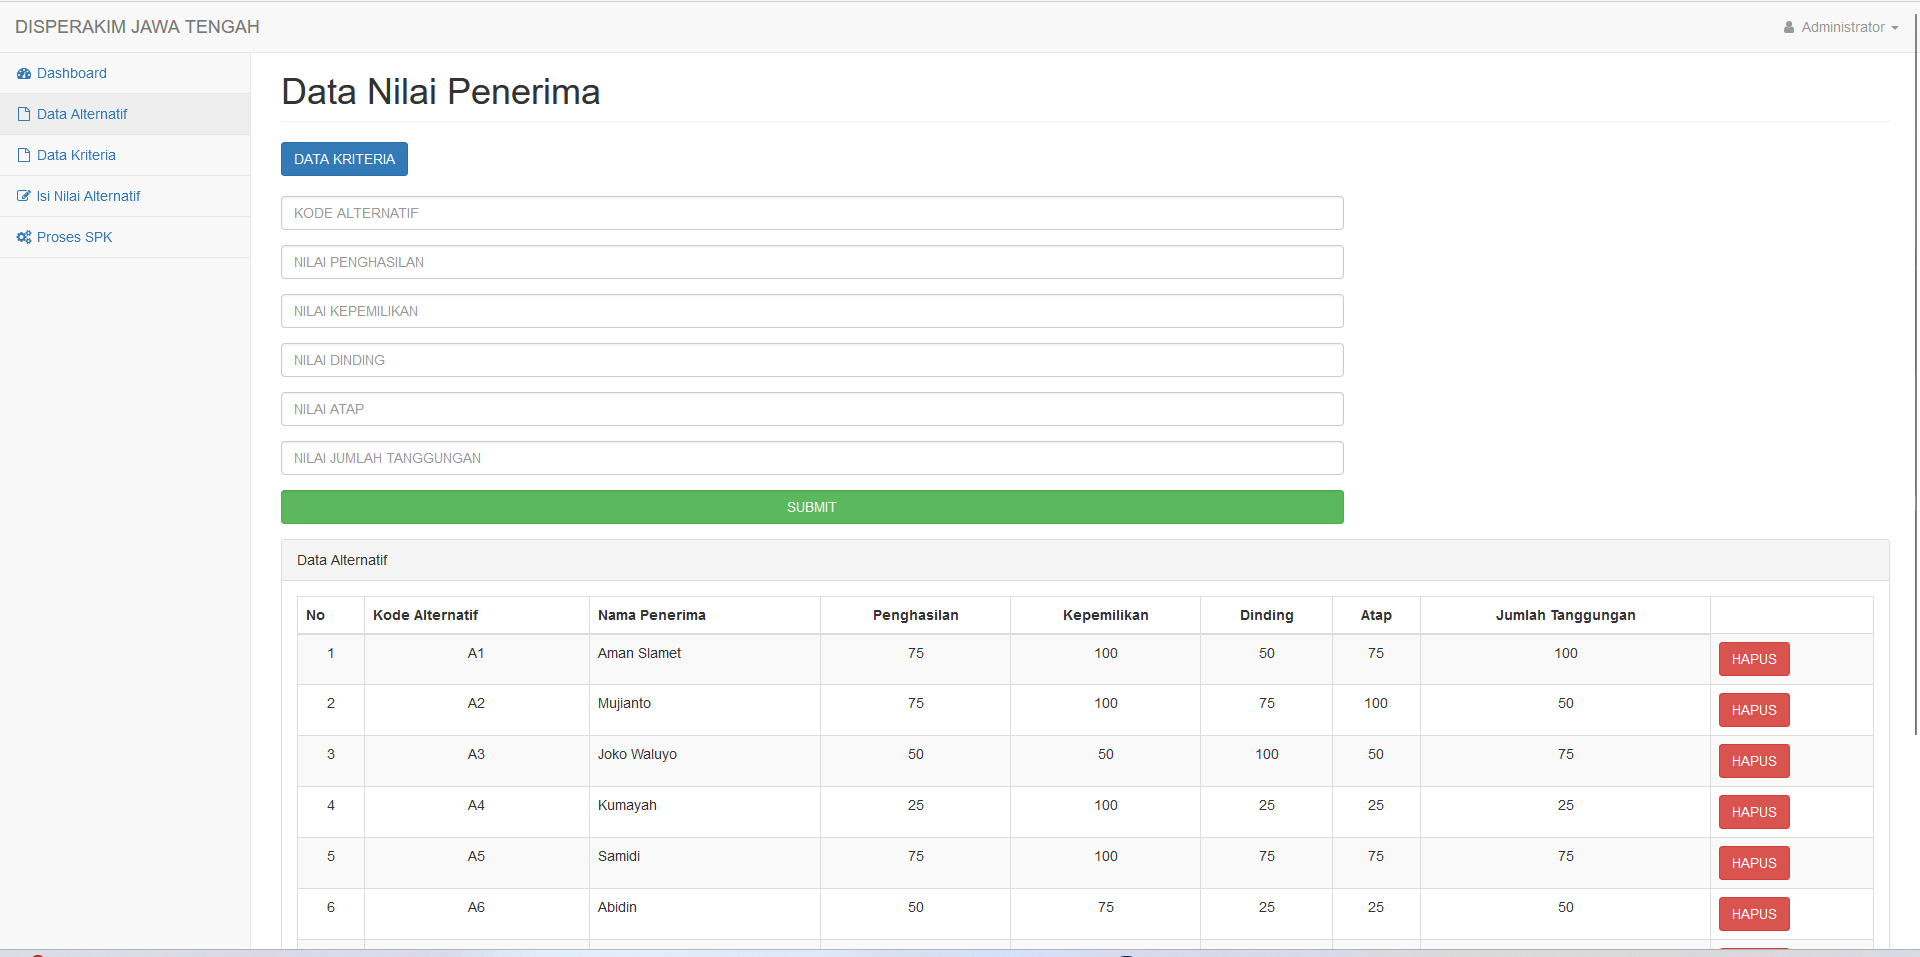 DISPERAKIM JAWA TENGAH
Administrator
Dashboard
Data Alternatif
Data Kriteria
Isi Nilai Alternatif
Proses SPK
Data Nilai Penerima
DATA KRITERIA
KODE ALTERNATIF
NILAI PENGHASILAN
NILAI KEPEMILIKAN
NILAI DINDING
NILAI ATAP
NILAI JUMLAH TANGGUNGAN
SUBMIT
Data Alternatif
No Kode Alternatif Nama Penerima Penghasilan Kepemilikan Dinding Atap Jumlah Tanggungan
1 A1 Aman Slamet 75 100 50 75 100 HAPUS
2 A2 Mujianto 75 100 75 100 50 HAPUS
3 A3 Joko Waluyo 50 50 100 50 75 HAPUS
4 A4 Kumayah 25 100 25 25 25 HAPUS
5 A5 Samidi 75 100 75 75 75 HAPUS
6 A6 Abidin 50 75 25 25 50 HAPUS